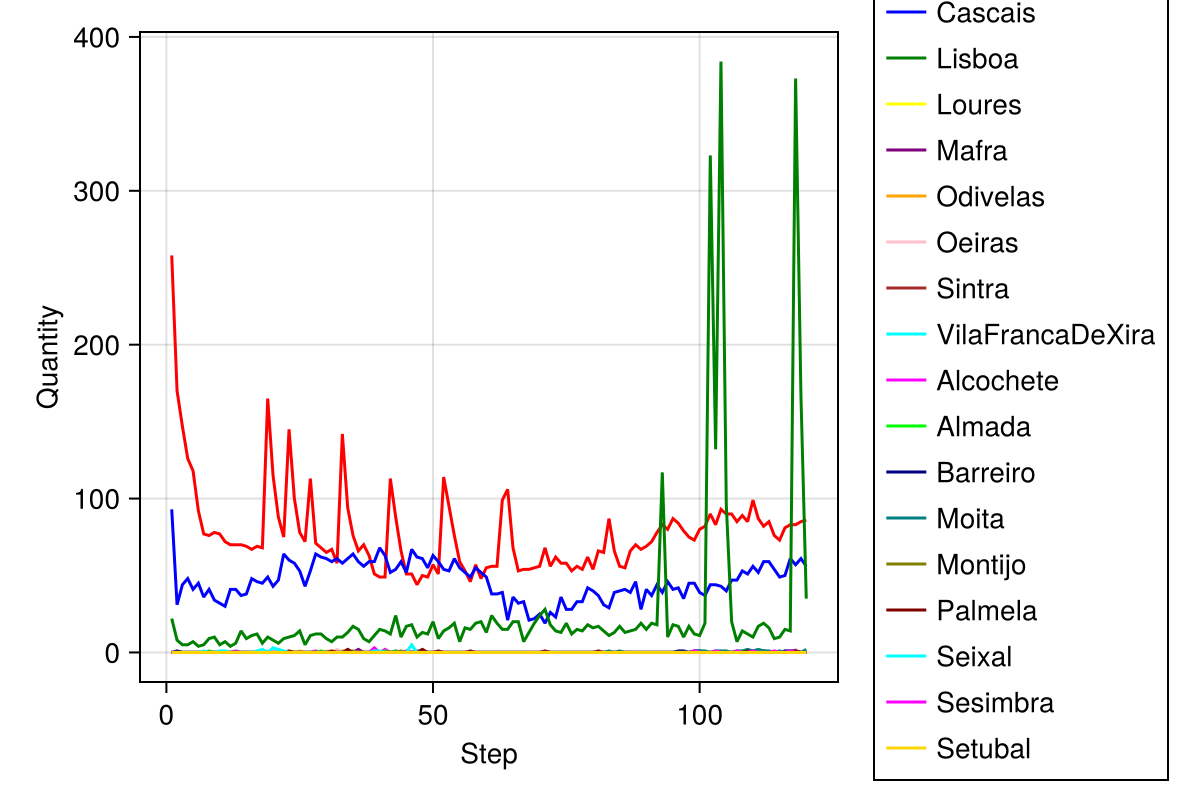 400
300
200
100
0
0
50
100
Quantity
Step
Cascais
Lisboa
Loures
Mafra
Odivelas
Oeiras
Sintra
VilaFrancaDeXira
Alcochete
Almada
Barreiro
Moita
Montijo
Palmela
Seixal
Sesimbra
Setubal